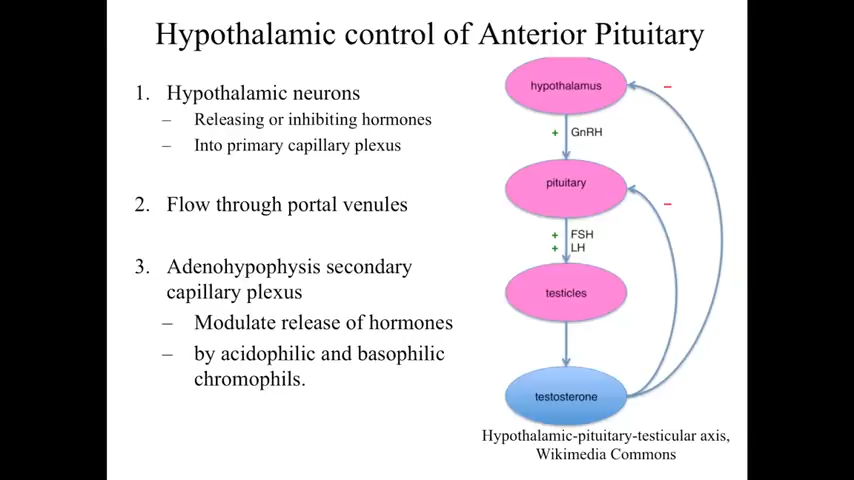 Hypothalamic control of Anterior Pituitary
1. Hypothalamic neurons
– Releasing or inhibiting hormones
– Into primary capillary plexus
2. Flow through portal venules
3. Adenohypophysis secondary
capillary plexus
– Modulate release of hormones
– by acidophilic and basophilic
chromophils.
hypothalamus
–
+ GnRH
pituitary
–
+ FSH
+ LH
testicles
testosterone
Hypothalamic-pituitary-testicular axis,
Wikimedia Commons